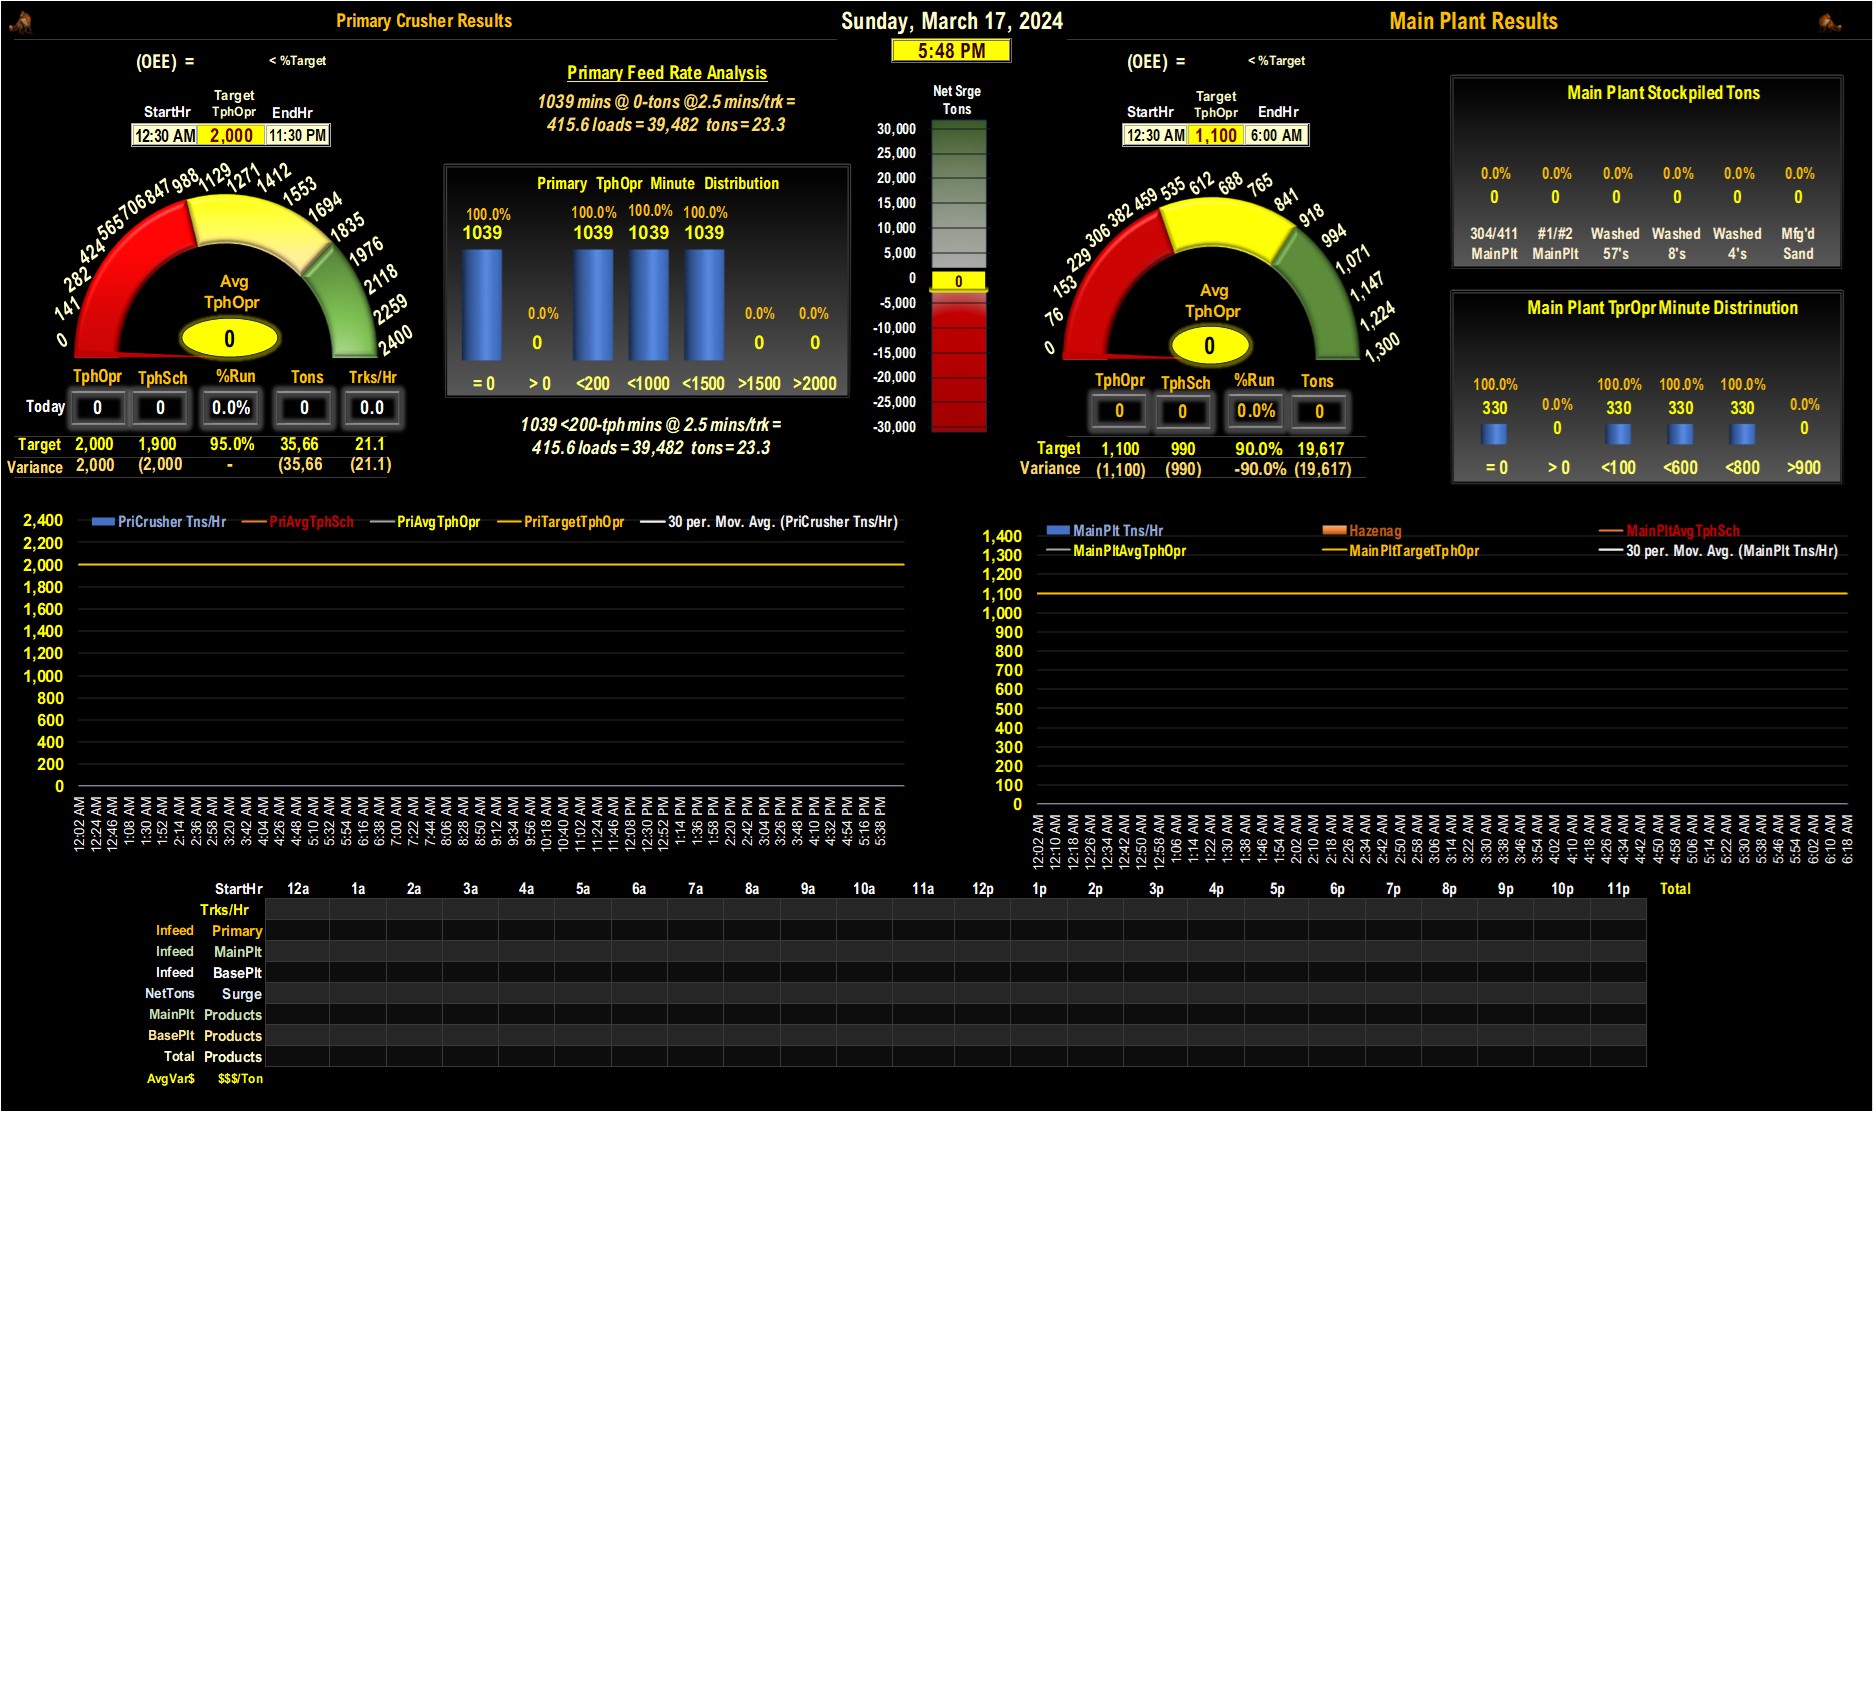 Primary Crusher Results
Sunday, March 17, 2024
Main Plant Results
5:48 PM
(OEE) = < %Target
StartHr Target TphOpr EndHr
12:30 AM 2,000 11:30 PM
Primary Feed Rate Analysis
1039 mins @ 0-tons @2.5 mins/trk =
415.6 loads = 39,482 tons = 23.3
0 141 282 424 565 706 847 988 1129 1271 1412 1553 1694 1835 1976 2118 2259 2400
Avg
TphOpr
0
TphOpr TphSch %Run Tons Trks/Hr
Today 0 0 0.0% 0 0.0
Target 2,000 1,900 95.0% 35,66 21.1
Variance 2,000 (2,000 - (35,66 (21.1)
Primary TphOpr Minute Distribution
100.0% 0.0% 100.0% 100.0% 100.0% 0.0% 0.0%
1039 0 1039 1039 1039 0 0
= 0 > 0 <200 <1000 <1500 >1500 >2000
1039 <200-tph mins @ 2.5 mins/trk =
415.6 loads = 39,482 tons = 23.3
Net Srge
Tons
30,000
25,000
20,000
15,000
10,000
5,000
0
0
-5,000
-10,000
-15,000
-20,000
-25,000
-30,000
(OEE) = < %Target
StartHr Target TphOpr EndHr
12:30 AM 1,100 6:00 AM
0 76 153 229 306 382 459 535 612 688 765 841 918 994 1,071 1,147 1,224 1,300
Avg
TphOpr
0
TphOpr TphSch %Run Tons
0 0 0.0% 0
Target 1,100 990 90.0% 19,617
Variance (1,100) (990) -90.0% (19,617)
Main Plant Stockpiled Tons
0.0% 0.0% 0.0% 0.0% 0.0% 0.0%
0 0 0 0 0 0
304/411 #1/#2 Washed Washed Washed Mfg'd
MainPlt MainPlt 57's 8's 4's Sand
Main Plant TprOpr Minute Distrinution
100.0% 0.0% 100.0% 100.0% 100.0% 0.0%
330 0 330 330 330 0
= 0 > 0 <100 <600 <800 >900
PriCrusher Tns/Hr PriAvgTphSch PriAvgTphOpr PriTargetTphOpr 30 per. Mov. Avg. (PriCrusher Tns/Hr)
2,400
2,200
2,000
1,800
1,600
1,400
1,200
1,000
800
600
400
200
0
12:02 AM 12:24 AM 12:46 AM 1:08 AM 1:30 AM 1:52 AM 2:14 AM 2:36 AM 2:58 AM 3:20 AM 3:42 AM 4:04 AM 4:26 AM 4:48 AM 5:10 AM 5:32 AM 5:54 AM 6:16 AM 6:38 AM 7:00 AM 7:22 AM 7:44 AM 8:06 AM 8:28 AM 8:50 AM 9:12 AM 9:34 AM 9:56 AM 10:18 AM 10:40 AM 11:02 AM 11:24 AM 11:46 AM 12:08 PM 12:30 PM 12:52 PM 1:14 PM 1:36 PM 1:58 PM 2:20 PM 2:42 PM 3:04 PM 3:26 PM 3:48 PM 4:10 PM 4:32 PM 4:54 PM 5:16 PM 5:38 PM
MainPlt Tns/Hr Hazenag MainPltAvgTphSch
MainPltAvgTphOpr MainPltTargetTphOpr 30 per. Mov. Avg. (MainPlt Tns/Hr)
1,400
1,300
1,200
1,100
1,000
900
800
700
600
500
400
300
200
100
0
12:02 AM 12:10 AM 12:18 AM 12:26 AM 12:34 AM 12:42 AM 12:50 AM 12:58 AM 1:06 AM 1:14 AM 1:22 AM 1:30 AM 1:38 AM 1:46 AM 1:54 AM 2:02 AM 2:10 AM 2:18 AM 2:26 AM 2:34 AM 2:42 AM 2:50 AM 2:58 AM 3:06 AM 3:14 AM 3:22 AM 3:30 AM 3:38 AM 3:46 AM 3:54 AM 4:02 AM 4:10 AM 4:18 AM 4:26 AM 4:34 AM 4:42 AM 4:50 AM 4:58 AM 5:06 AM 5:14 AM 5:22 AM 5:30 AM 5:38 AM 5:46 AM 5:54 AM 6:02 AM 6:10 AM 6:18 AM
StartHr 12a 1a 2a 3a 4a 5a 6a 7a 8a 9a 10a 11a 12p 1p 2p 3p 4p 5p 6p 7p 8p 9p 10p 11p Total
Trks/Hr
Infeed Primary
Infeed MainPlt
Infeed BasePlt
NetTons Surge
MainPlt Products
BasePlt Products
Total Products
AvgVar$ $$$/Ton